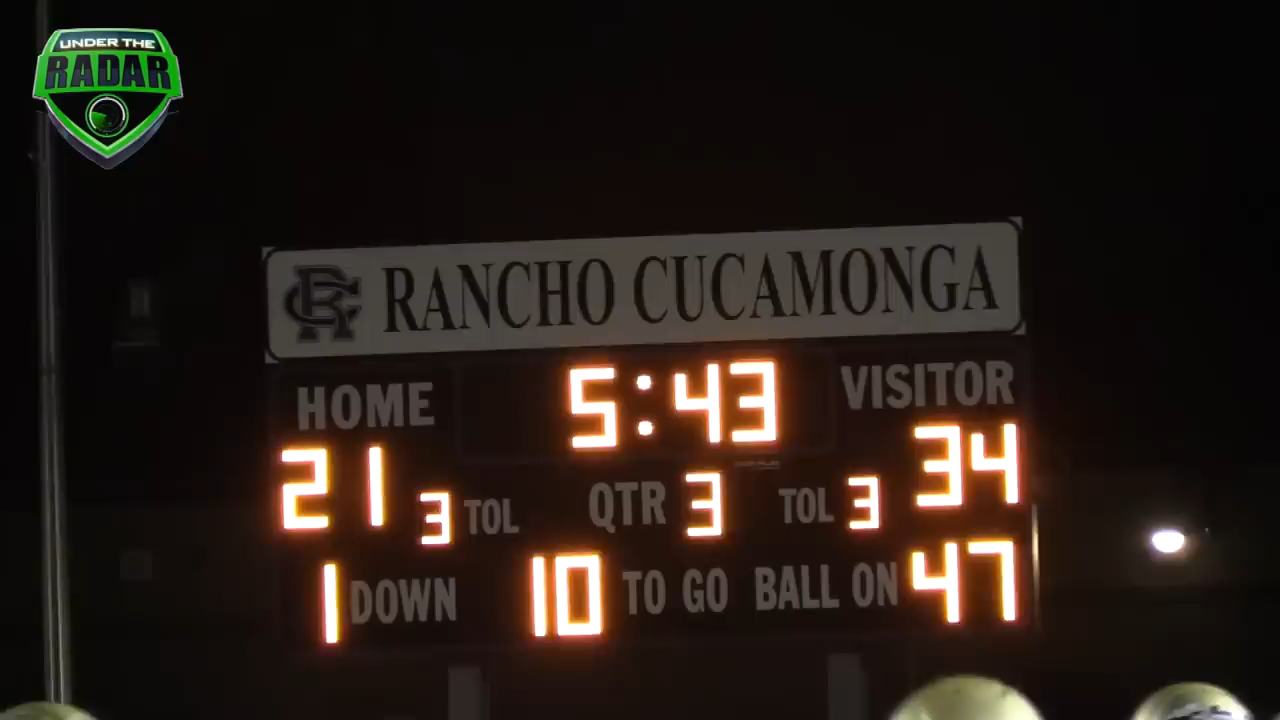 UNDER THE
RADAR
RC RANCHO CUCAMONGA
HOME 5:43 VISITOR
21 3 TOL QTR 3 TOL 3 34
1 DOWN 10 TO GO BALL ON 47